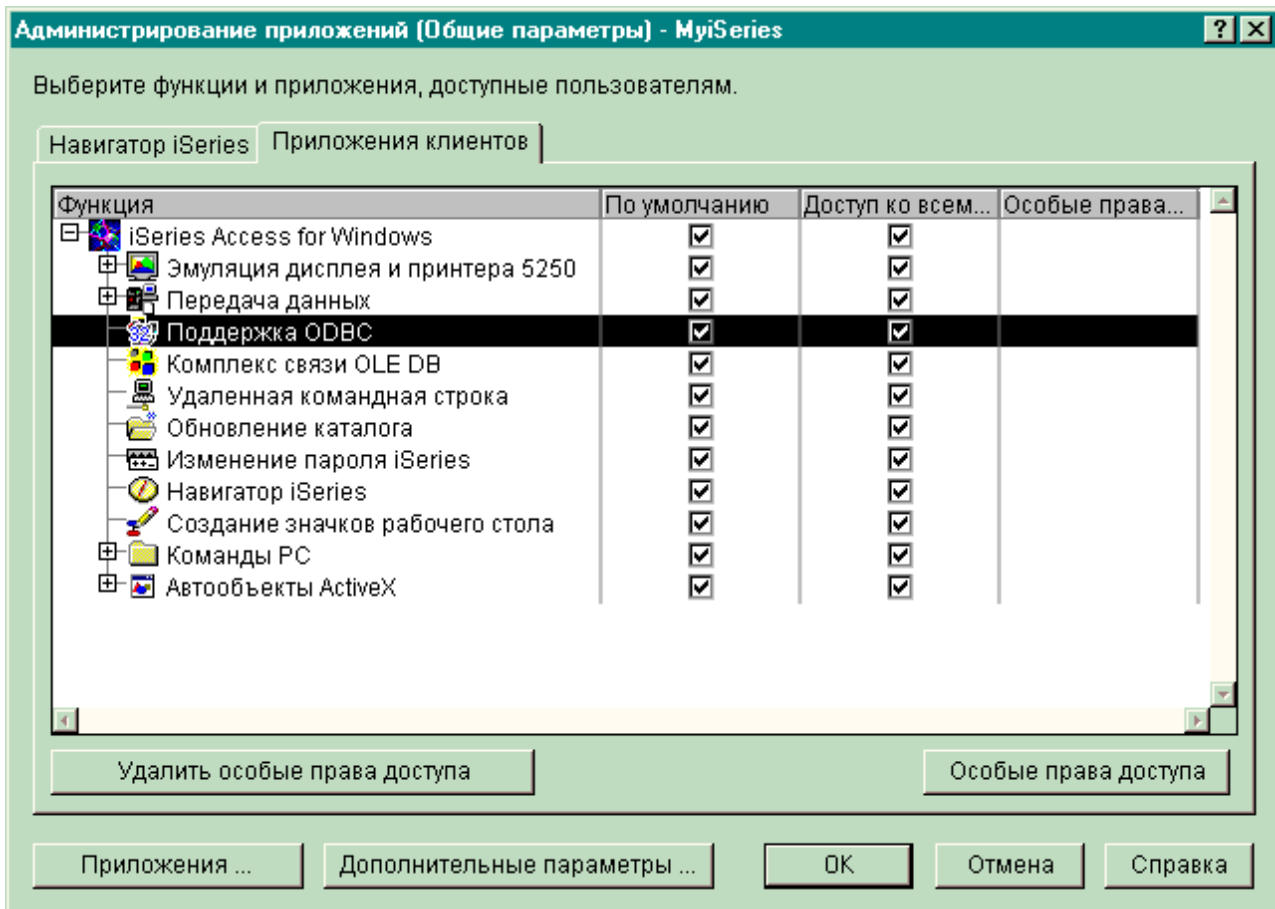 Администрирование приложений (Общие параметры) - MyiSeries
Выберите функции и приложения, доступные пользователям.
Навигатор iSeries Приложения клиентов
Функция По умолчанию Доступ ко всем... Особые права...
iSeries Access for Windows
Эмуляция дисплея и принтера 5250
Передача данных
Поддержка ODBC
Комплекс связи OLE DB
Удаленная командная строка
Обновление каталога
Изменение пароля iSeries
Навигатор iSeries
Создание значков рабочего стола
Команды PC
Автообъекты ActiveX
Удалить особые права доступа Особые права доступа
Приложения ... Дополнительные параметры ... OK Отмена Справка